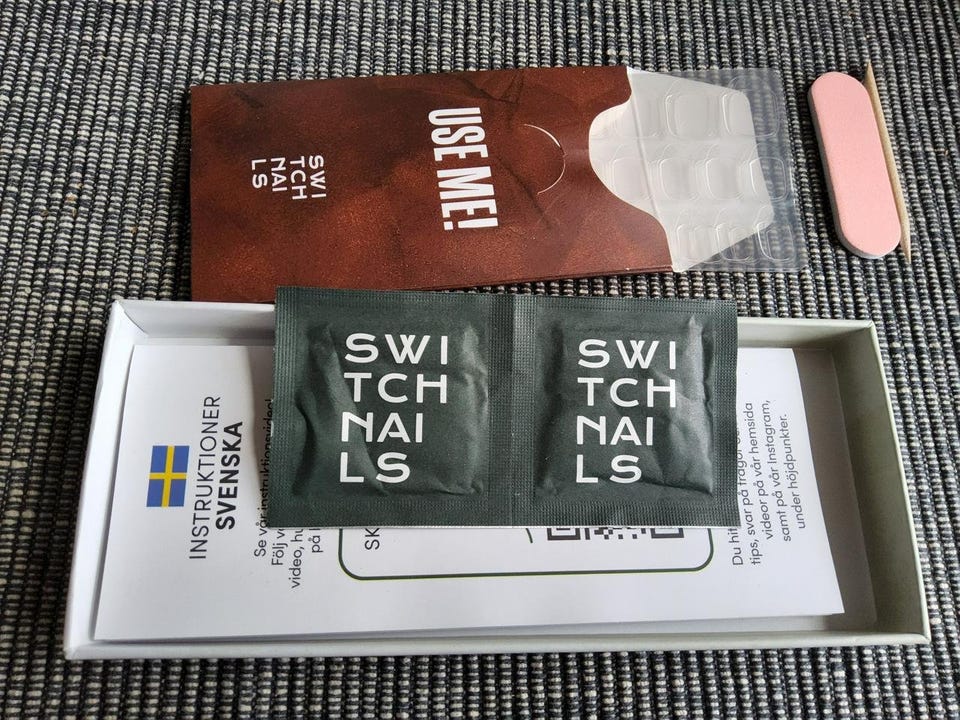 SWI
TCH
NAI
LS
USE ME!
SWI
TCH
NAI
LS
SWI
TCH
NAI
LS
INSTRUKTIONER
SVENSKA
Se vår instruktionsvideo!
Följ
video,
på
SK
Du
tips, svar på frågor
videor på vår hemsida
samt på vår Instagram,
under höjdpunkter.